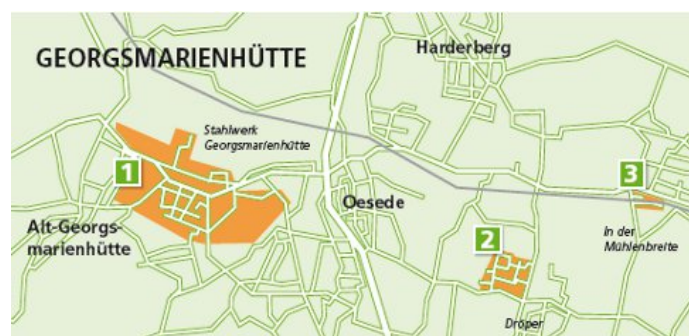 GEORGSMARIENHÜTTE
Harderberg
Stahlwerk
Georgsmarienhütte
1
3
Alt-Georgs-
marienhütte
Oesede
2
In der
Mühlenbreite
Dröper